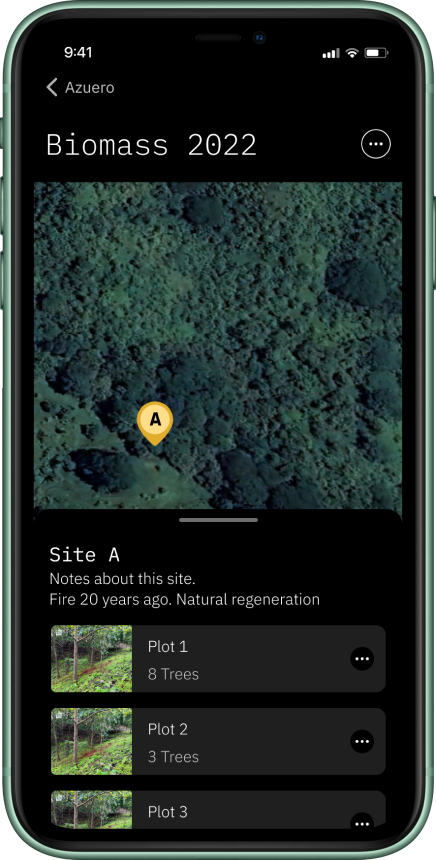 9:41
Azuero
Biomass 2022
A
Site A
Notes about this site.
Fire 20 years ago. Natural regeneration
Plot 1
8 Trees
Plot 2
3 Trees
Plot 3